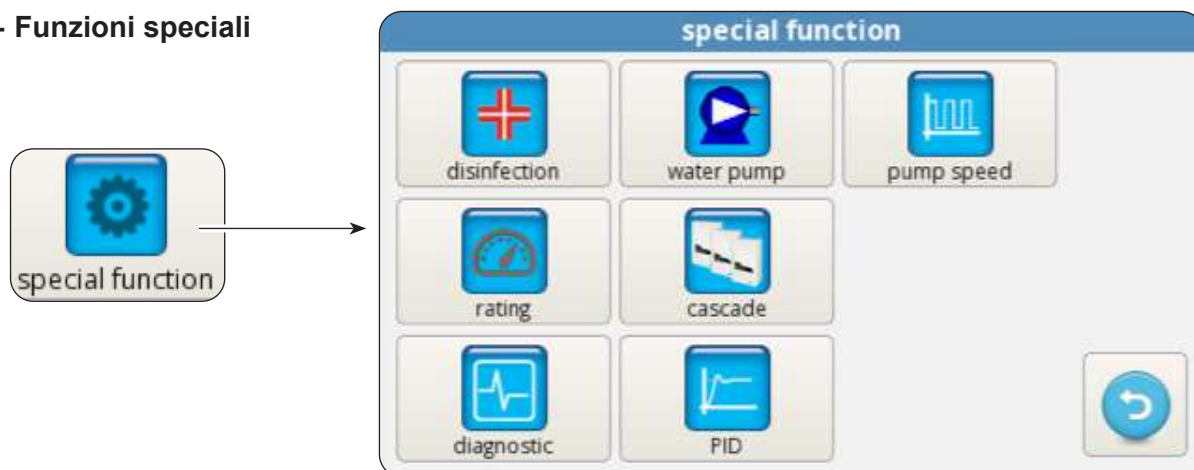 - Funzioni speciali
special function
special function
disinfection
water pump
pump speed
rating
cascade
diagnostic
PID